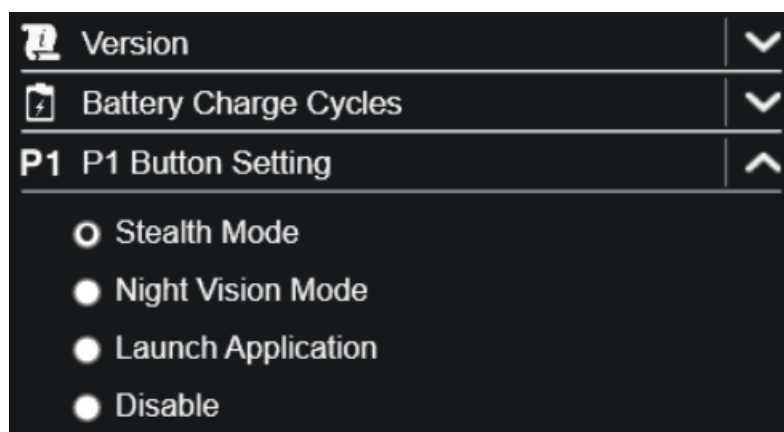 Version
Battery Charge Cycles
P1 P1 Button Setting
Stealth Mode
Night Vision Mode
Launch Application
Disable